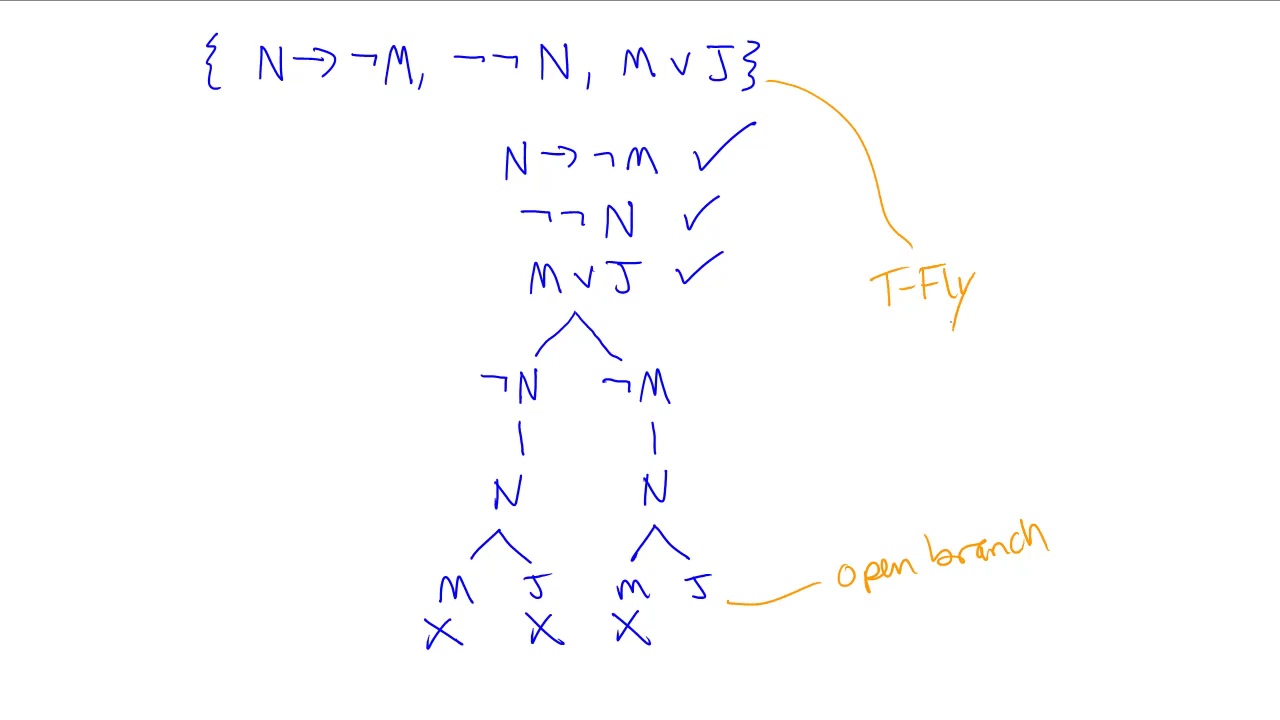 { N → ¬M, ¬¬N, M ∨ J }
N → ¬M ✓
¬¬N ✓
M ∨ J ✓
T-Fly
¬N ¬M
N N
M J M J
open branch
X X X